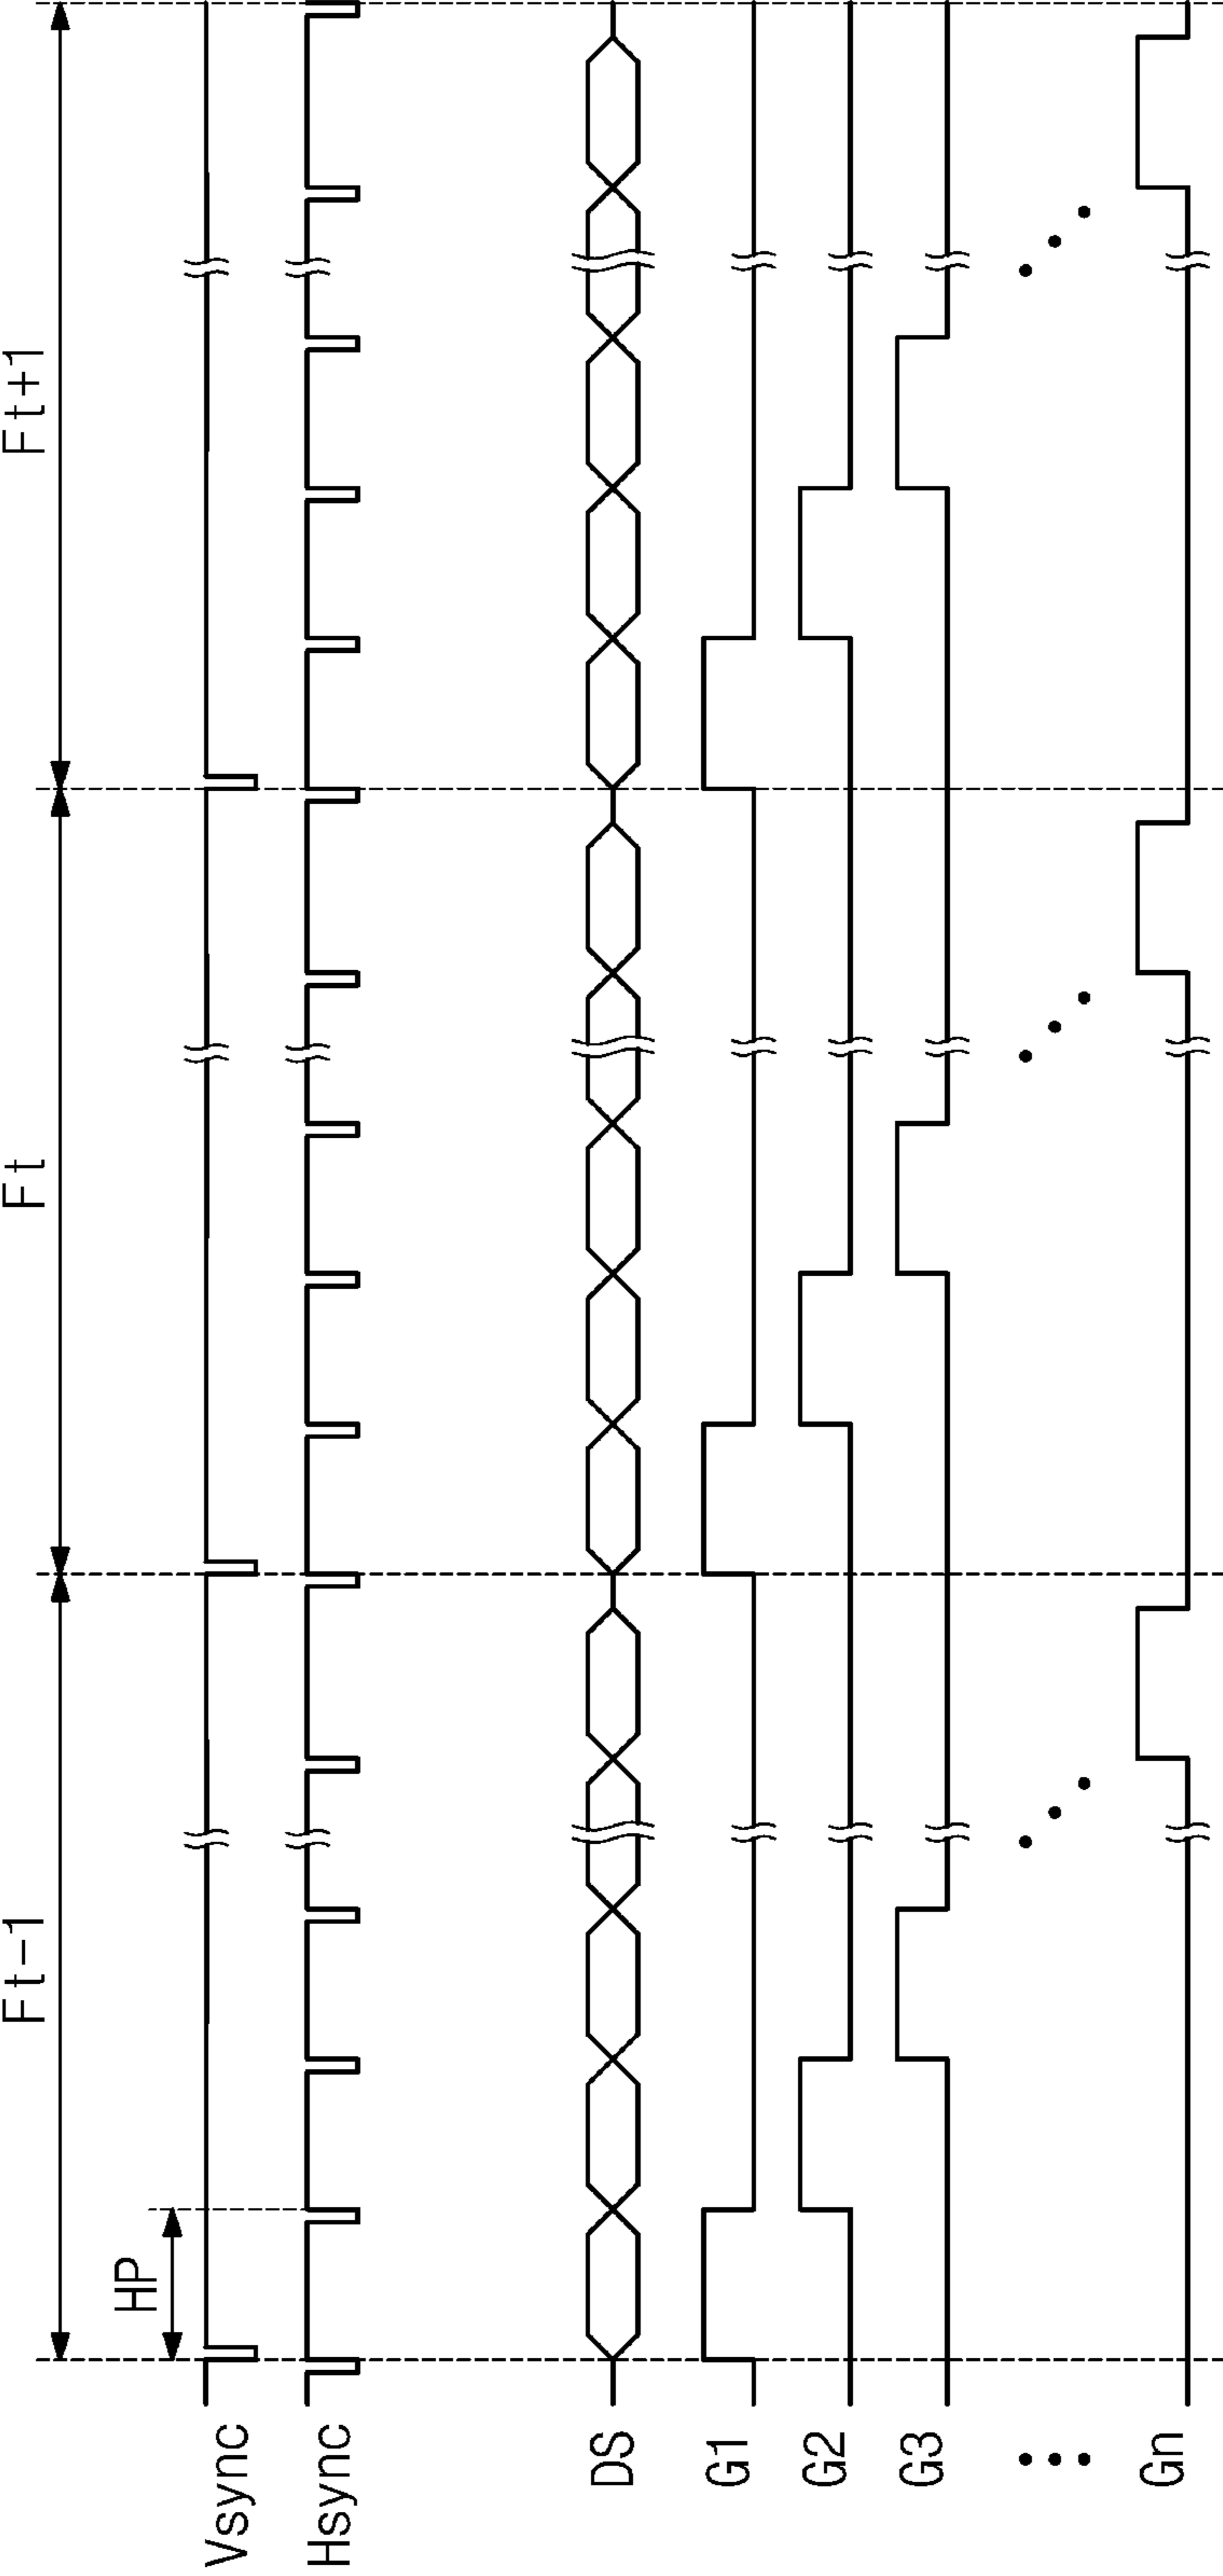 Ft-1
Ft
Ft+1
HP
Vsync
Hsync
DS
G1
G2
G3
Gn